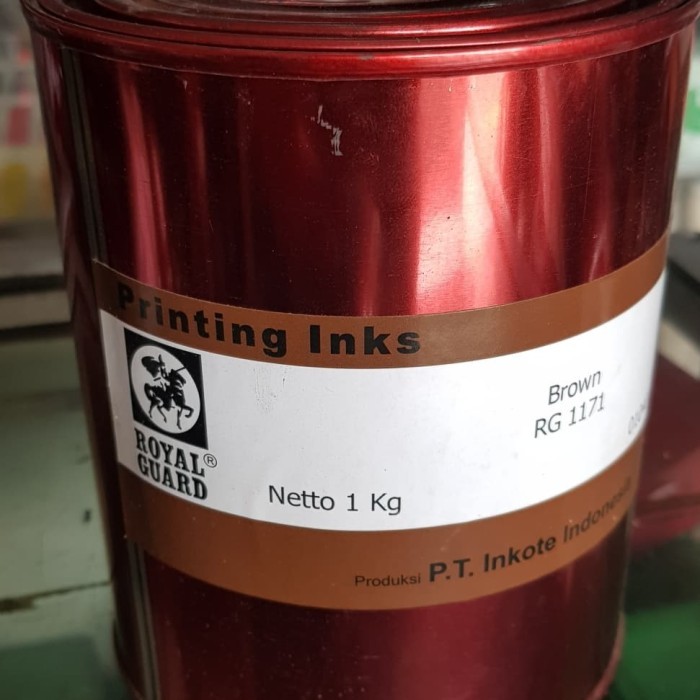 Printing Inks
Brown
RG 1171
ROYAL
GUARD®
Netto 1 Kg
Produksi P.T. Inkote Indonesia